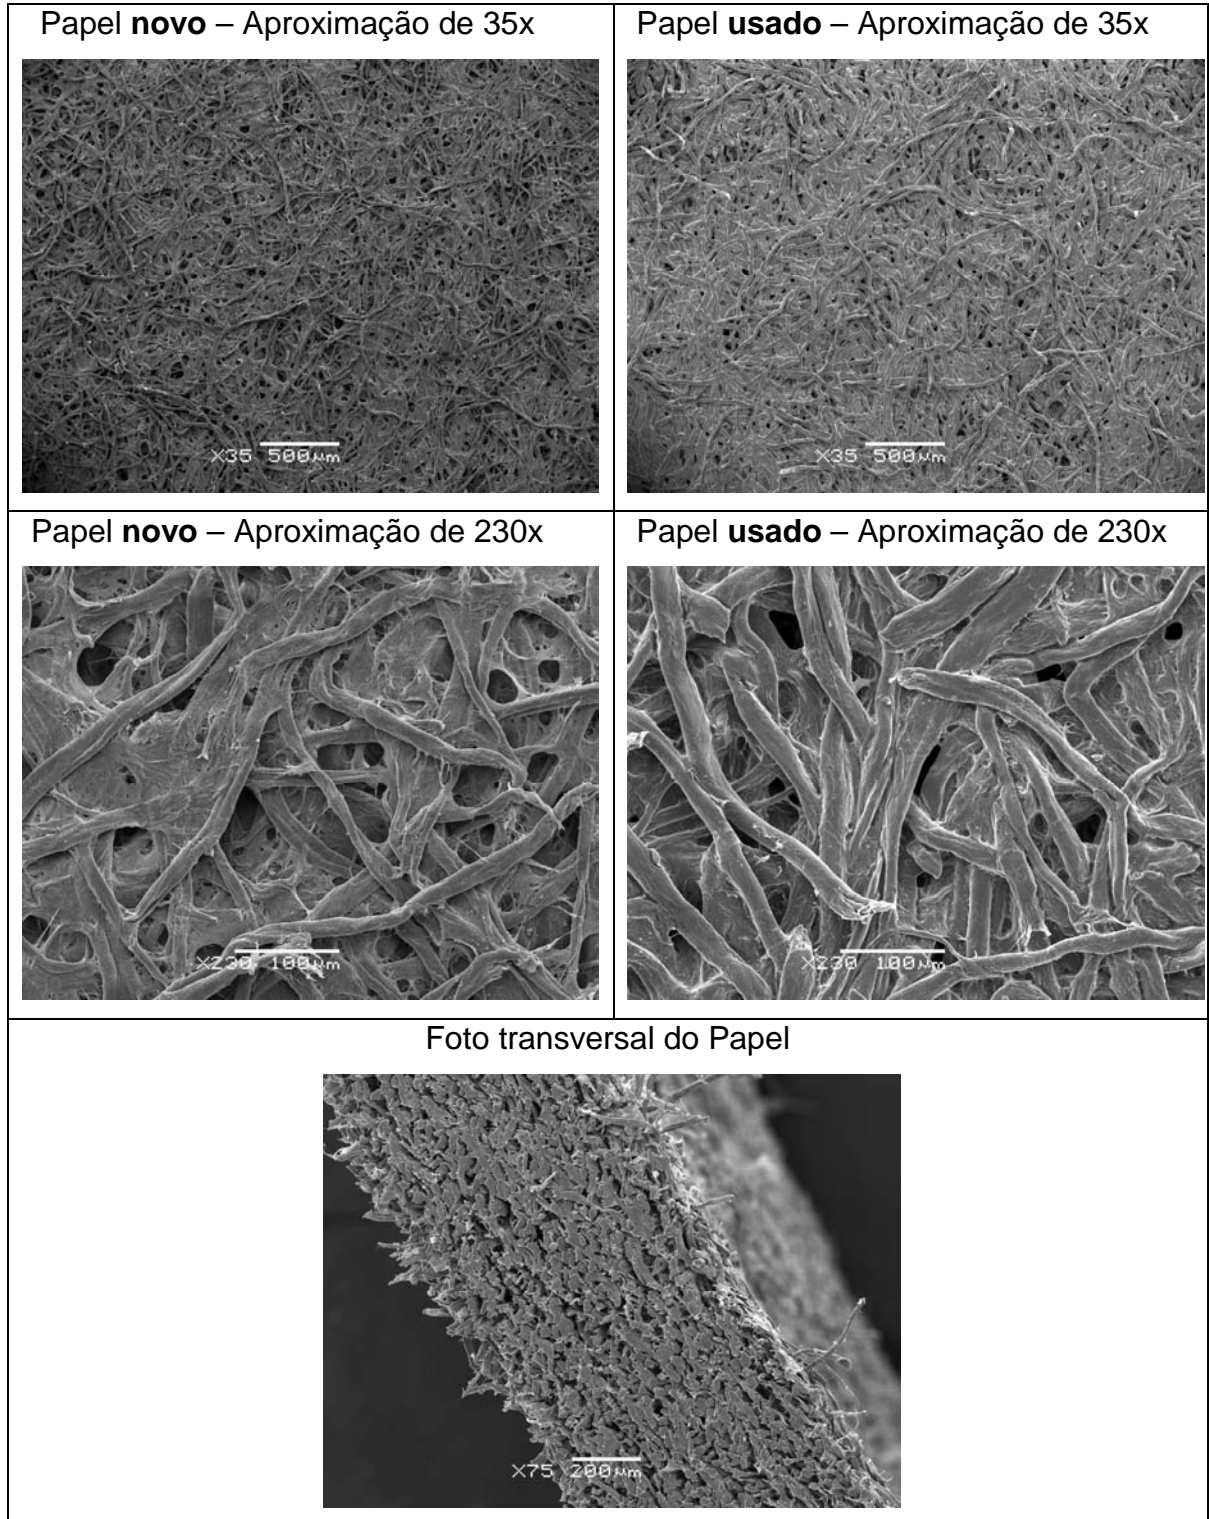 Papel novo – Aproximação de 35x
Papel usado – Aproximação de 35x
X35 500µm
X35 500µm
Papel novo – Aproximação de 230x
Papel usado – Aproximação de 230x
X230 100µm
X230 100µm
Foto transversal do Papel
X75 200µm